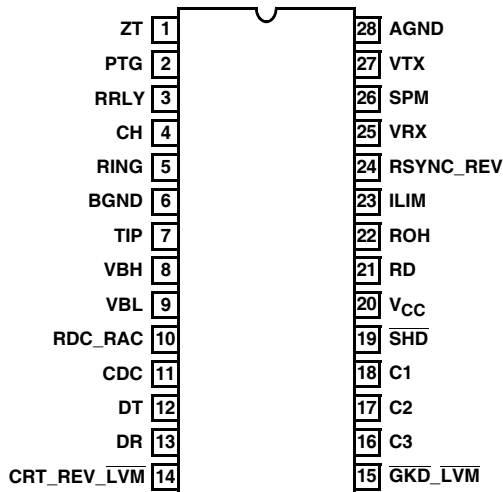 ZT 1 28 AGND
PTG 2 27 VTX
RRLY 3 26 SPM
CH 4 25 VRX
RING 5 24 RSYNC_REV
BGND 6 23 ILIM
TIP 7 22 ROH
VBH 8 21 RD
VBL 9 20 VCC
RDC_RAC 10 19 SHD
CDC 11 18 C1
DT 12 17 C2
DR 13 16 C3
CRT_REV_LVM 14 15 GKD_LVM